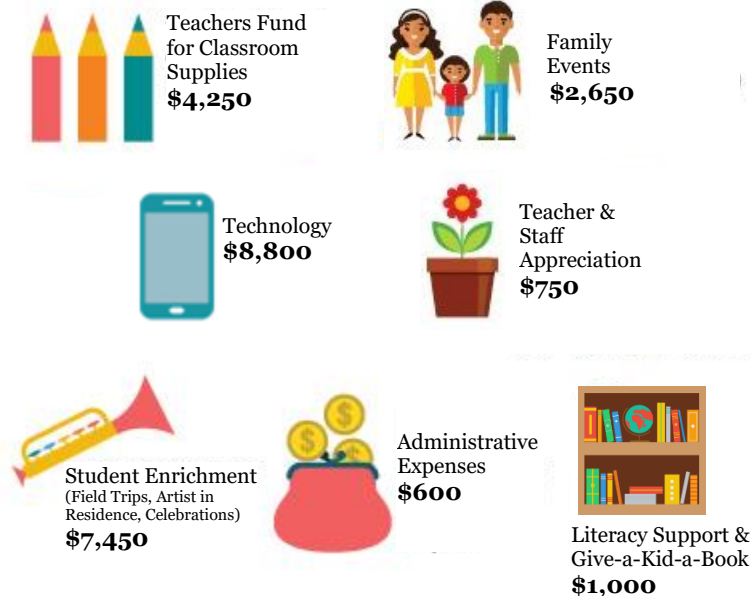 Teachers Fund
for Classroom
Supplies
$4,250
Family
Events
$2,650
Technology
$8,800
Teacher &
Staff
Appreciation
$750
Student Enrichment
(Field Trips, Artist in
Residence, Celebrations)
$7,450
$
$
$
Administrative
Expenses
$600
Literacy Support &
Give-a-Kid-a-Book
$1,000